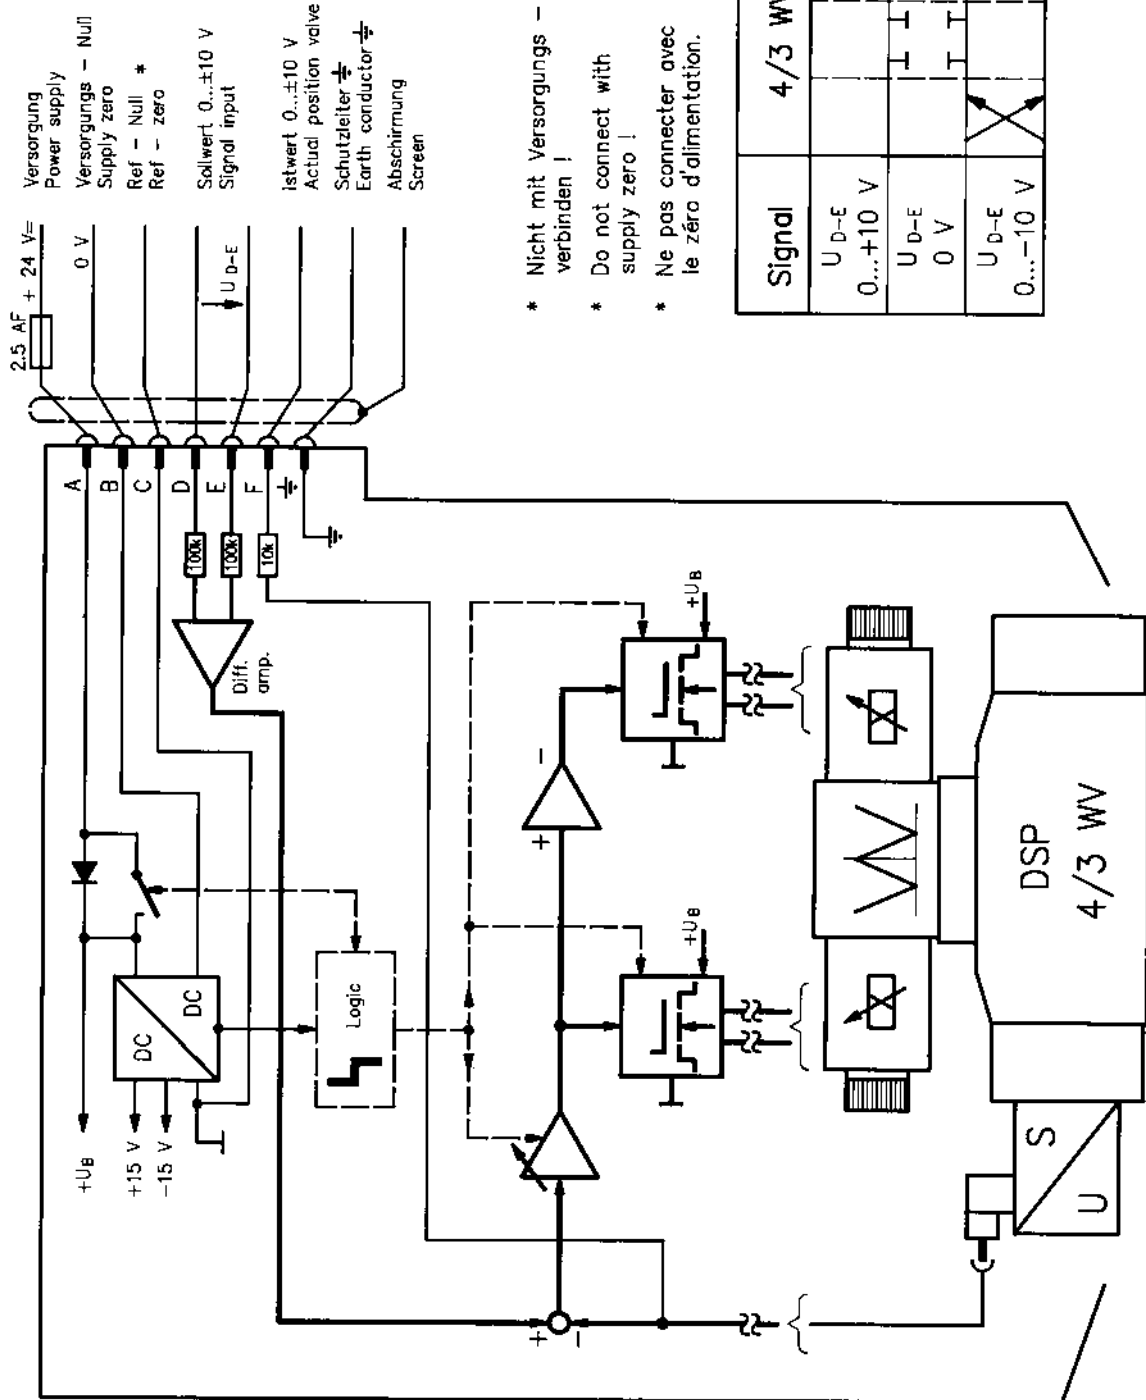 Versorgung
Power supply
Versorgungs - Null
Supply zero
Ref - Null *
Ref - zero *
Sollwert 0...±10 V
Signal input
Istwert 0...±10 V
Actual position valve
Schutzleiter
Earth conductor
Abschirmung
Screen
2.5 AF + 24 V=
0 V
U D-E
A
B
C
D
E
F
100k
100k
10k
Diff.
amp.
DC
DC
+UB
+15 V
-15 V
Logic
+
-
+
-
+UB
+UB
DSP
4/3 WV
S
U
* Nicht mit Versorgungs -
verbinden !
* Do not connect with
supply zero !
* Ne pas connecter avec
le zéro d'alimentation.
Signal 4/3 WV
U D-E
0...+10 V
U D-E
0 V
U D-E
0...-10 V